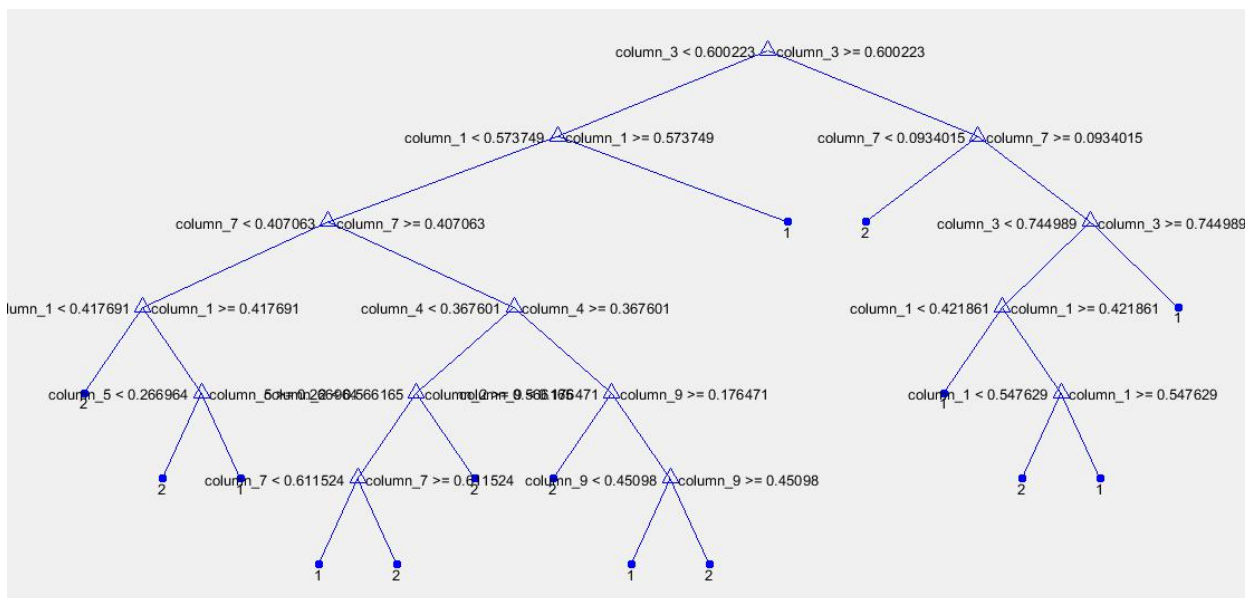 column_3 < 0.600223 column_3 >= 0.600223
column_1 < 0.573749 column_1 >= 0.573749 column_7 < 0.0934015 column_7 >= 0.0934015
column_7 < 0.407063 column_7 >= 0.407063 1 2 column_3 < 0.744989 column_3 >= 0.744989
lumn_1 < 0.417691 column_1 >= 0.417691 column_4 < 0.367601 column_4 >= 0.367601 column_1 < 0.421861 column_1 >= 0.421861 1
2 column_5 < 0.266964 column_9 >= 0.176471 1 column_1 < 0.547629 column_1 >= 0.547629
2 1 column_7 < 0.611524 column_7 >= 0.611524 2 2 column_9 < 0.45098 column_9 >= 0.45098 2 1
1 2 1 2